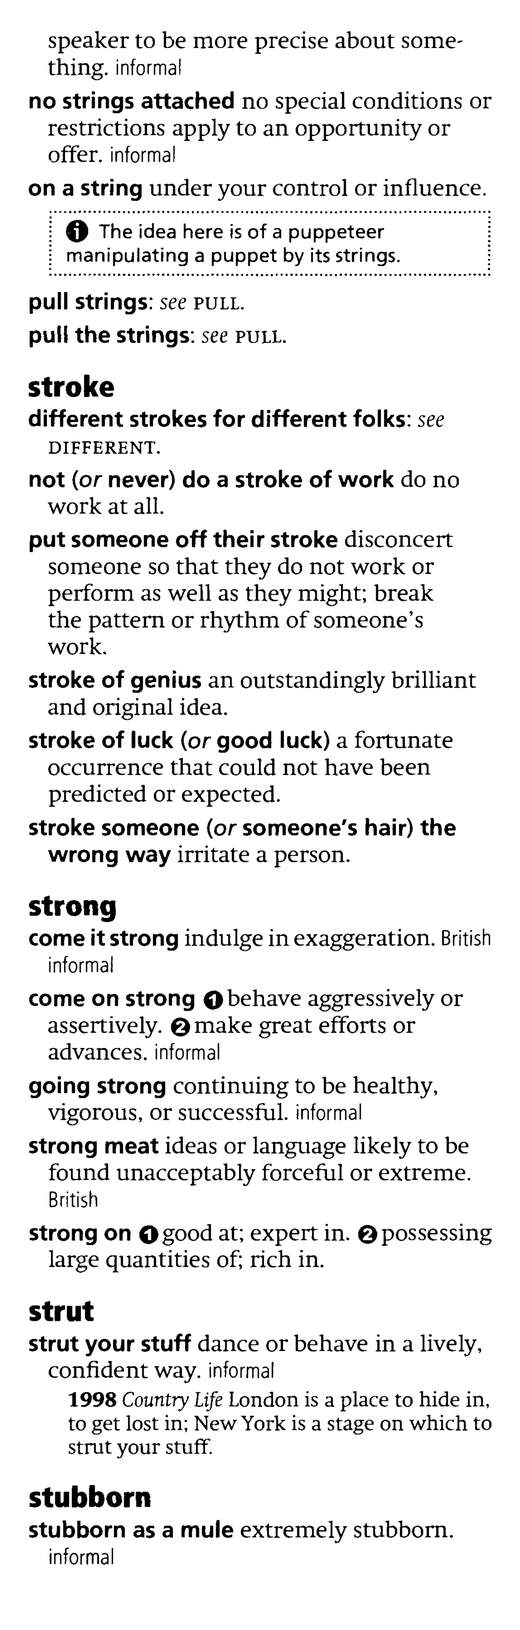 speaker to be more precise about some-
thing. informal
no strings attached no special conditions or
restrictions apply to an opportunity or
offer. informal
on a string under your control or influence.
ℹ The idea here is of a puppeteer
manipulating a puppet by its strings.
pull strings: see PULL.
pull the strings: see PULL.
stroke
different strokes for different folks: see
DIFFERENT.
not (or never) do a stroke of work do no
work at all.
put someone off their stroke disconcert
someone so that they do not work or
perform as well as they might; break
the pattern or rhythm of someone's
work.
stroke of genius an outstandingly brilliant
and original idea.
stroke of luck (or good luck) a fortunate
occurrence that could not have been
predicted or expected.
stroke someone (or someone's hair) the
wrong way irritate a person.
strong
come it strong indulge in exaggeration. British
informal
come on strong ❶ behave aggressively or
assertively. ❷ make great efforts or
advances. informal
going strong continuing to be healthy,
vigorous, or successful. informal
strong meat ideas or language likely to be
found unacceptably forceful or extreme.
British
strong on ❶ good at; expert in. ❷ possessing
large quantities of; rich in.
strut
strut your stuff dance or behave in a lively,
confident way. informal
1998 Country Life London is a place to hide in,
to get lost in; New York is a stage on which to
strut your stuff.
stubborn
stubborn as a mule extremely stubborn.
informal